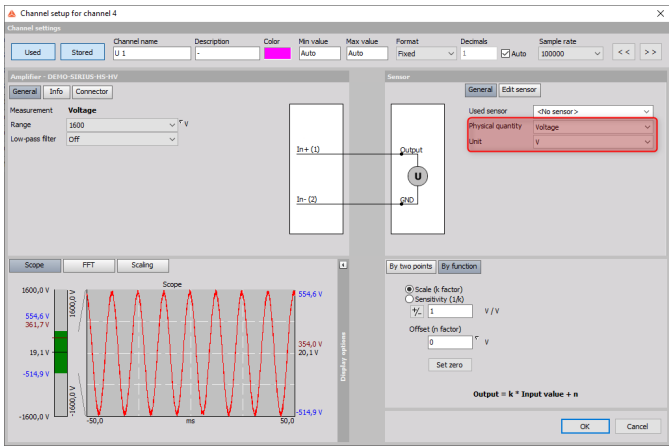 Channel setup for channel 4
Channel settings
Used
Stored
Channel name
U 1
Description
-
Color
Min value
Auto
Max value
Auto
Format
Fixed
Decimals
1
Auto
Sample rate
100000
< <
> >
Amplifier - DEMO-SIRIUS-HS-HV
General
Info
Connector
Measurement Voltage
Range 1600 V
Low-pass filter Off
In+ (1)
In- (2)
Sensor
General
Edit sensor
Used sensor <No sensor>
Physical quantity Voltage
Unit V
Output
U
GND
Scope
FFT
Scaling
Scope
1600,0 V
554,6 V
361,7 V
19,1 V
-514,9 V
-1600,0 V
1600,0 V
-1600,0 V
554,6 V
354,0 V
20,1 V
-514,9 V
-50,0 ms 50,0
Display options
By two points
By function
Scale (k factor)
Sensitivity (1/k)
+/- 1 V / V
Offset (n factor)
0 V
Set zero
Output = k * Input value + n
OK
Cancel